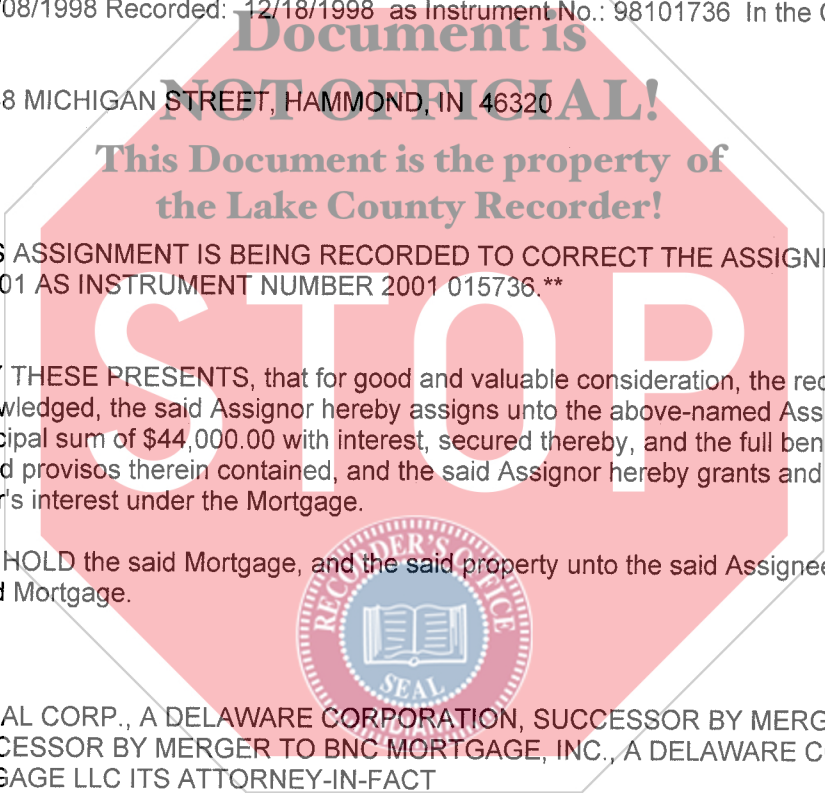 08/1998 Recorded: 12/18/1998 as Instrument No.: 98101736 In the
Document is
8 MICHIGAN STREET, HAMMOND, IN 46320
NOT OFFICIAL!
This Document is the property of
the Lake County Recorder!
S ASSIGNMENT IS BEING RECORDED TO CORRECT THE ASSIGN
01 AS INSTRUMENT NUMBER 2001 015736.**
STOP
THESE PRESENTS, that for good and valuable consideration, the rec
wledged, the said Assignor hereby assigns unto the above-named Ass
cipal sum of $44,000.00 with interest, secured thereby, and the full ben
d provisos therein contained, and the said Assignor hereby grants and
r's interest under the Mortgage.
HOLD the said Mortgage, and the said property unto the said Assignee
d Mortgage.
RECORDER'S OFFICE
SEAL
INDIANA
AL CORP., A DELAWARE CORPORATION, SUCCESSOR BY MERG
CESSOR BY MERGER TO BNC MORTGAGE, INC., A DELAWARE C
GAGE LLC ITS ATTORNEY-IN-FACT